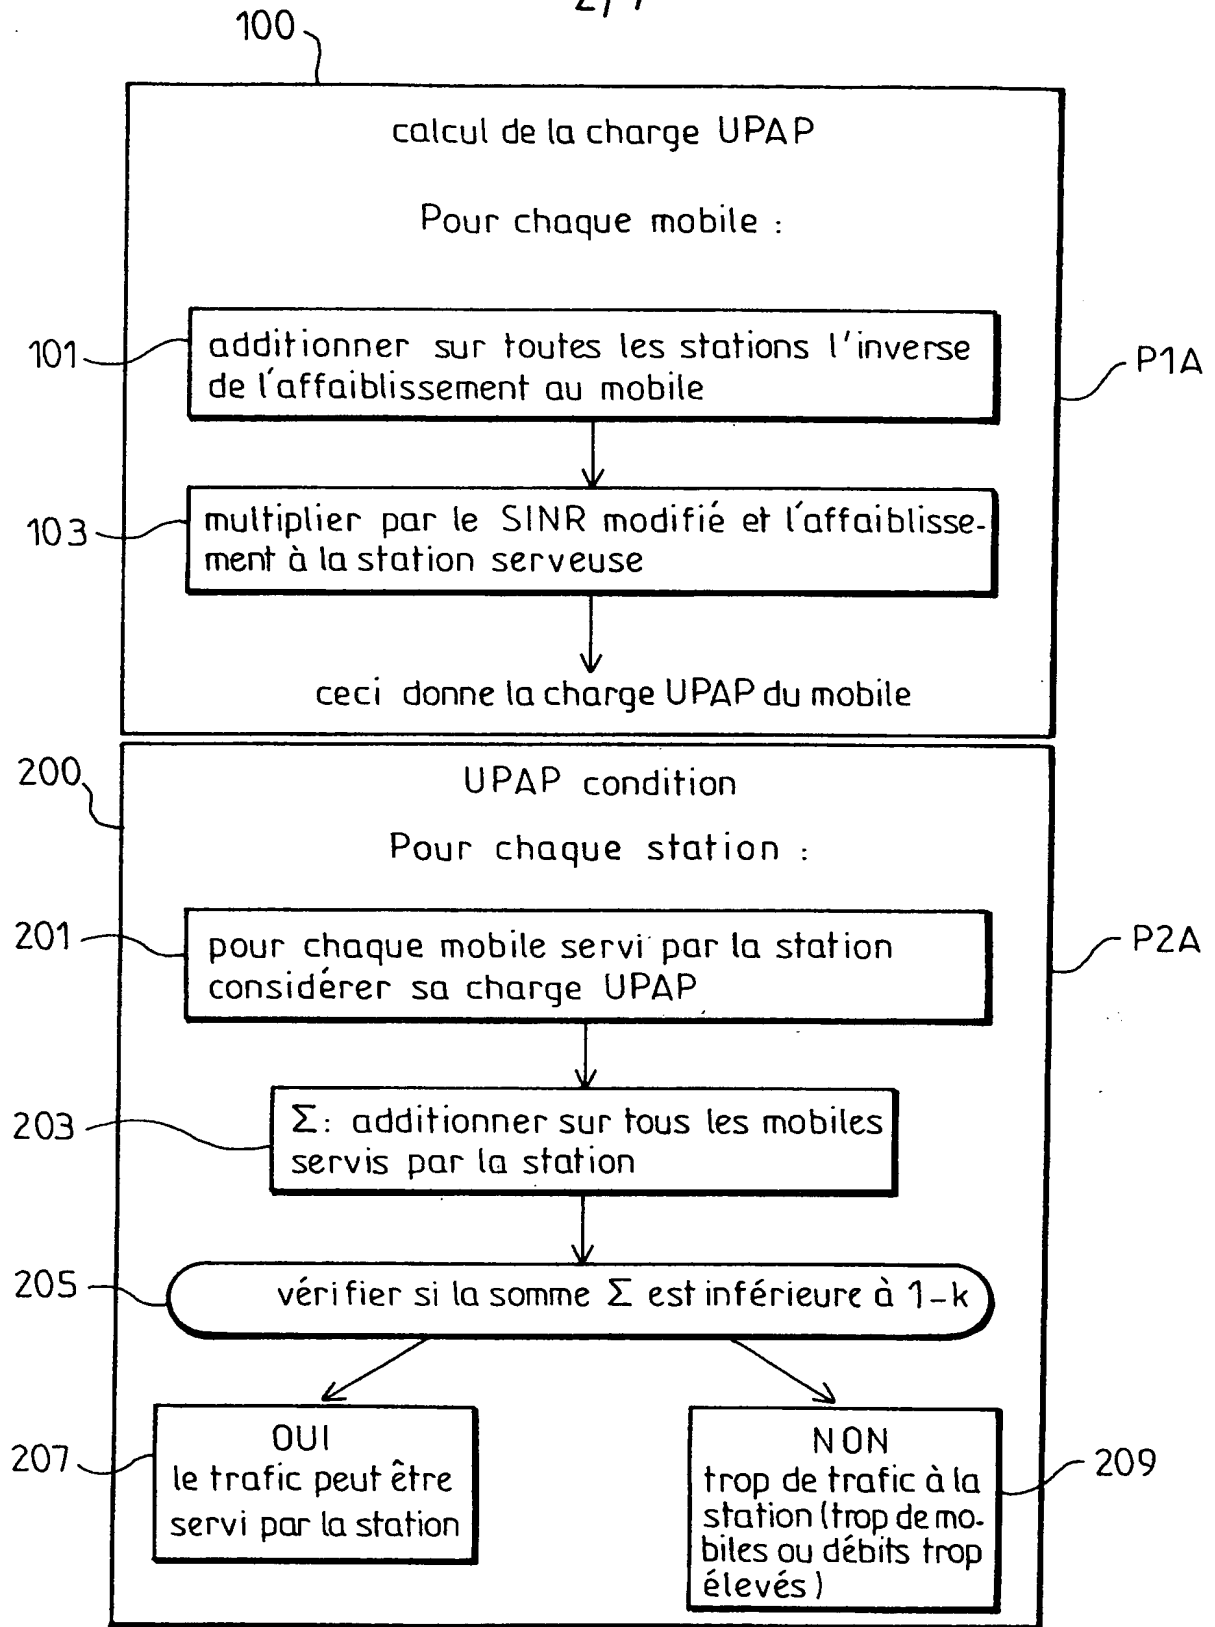 100
calcul de la charge UPAP
Pour chaque mobile :
101
additionner sur toutes les stations l'inverse
de l'affaiblissement au mobile
P1A
103
multiplier par le SINR modifié et l'affaiblisse-
ment à la station serveuse
ceci donne la charge UPAP du mobile
200
UPAP condition
Pour chaque station :
201
pour chaque mobile servi par la station
considérer sa charge UPAP
P2A
203
Σ: additionner sur tous les mobiles
servis par la station
205
vérifier si la somme Σ est inférieure à 1-k
207
OUI
le trafic peut être
servi par la station
NON
trop de trafic à la
station (trop de mo-
biles ou débits trop
élevés)
209